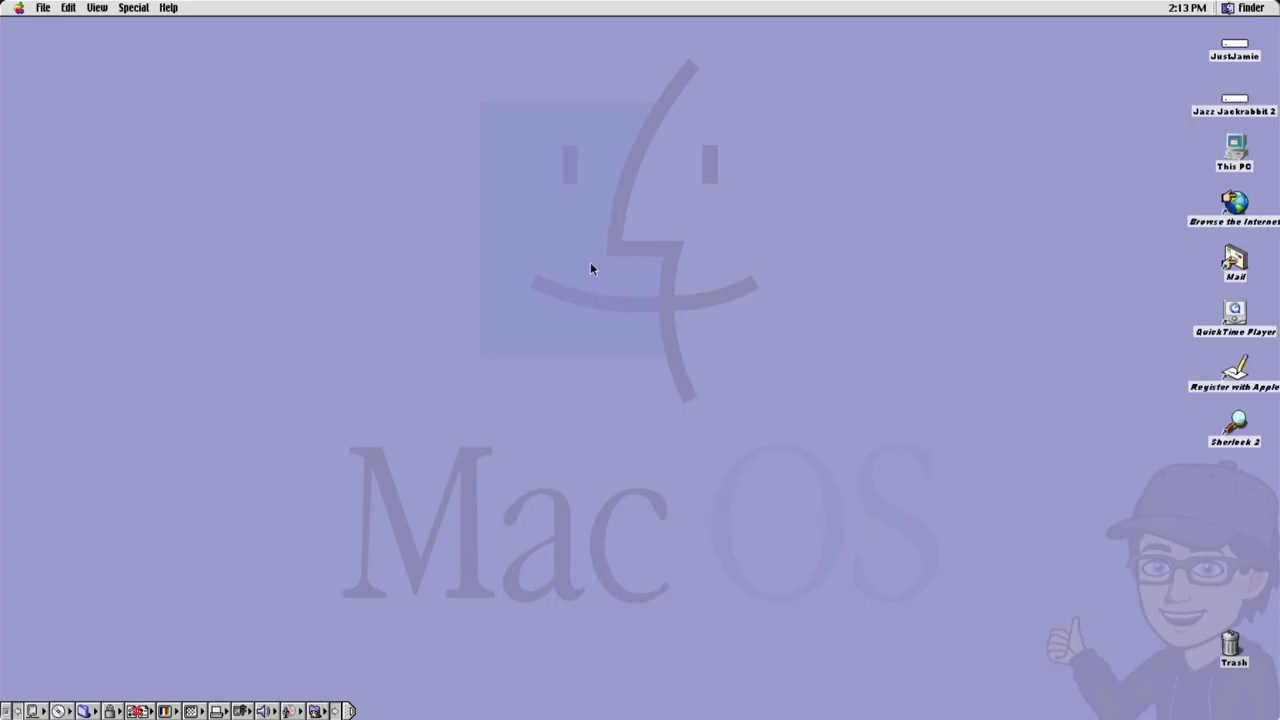 File Edit View Special Help 2:13 PM Finder
JustJamie
Jazz Jackrabbit 2
This PC
Browse the Internet
Mail
QuickTime Player
Register with Apple
Sherlock 2
Mac OS
Trash